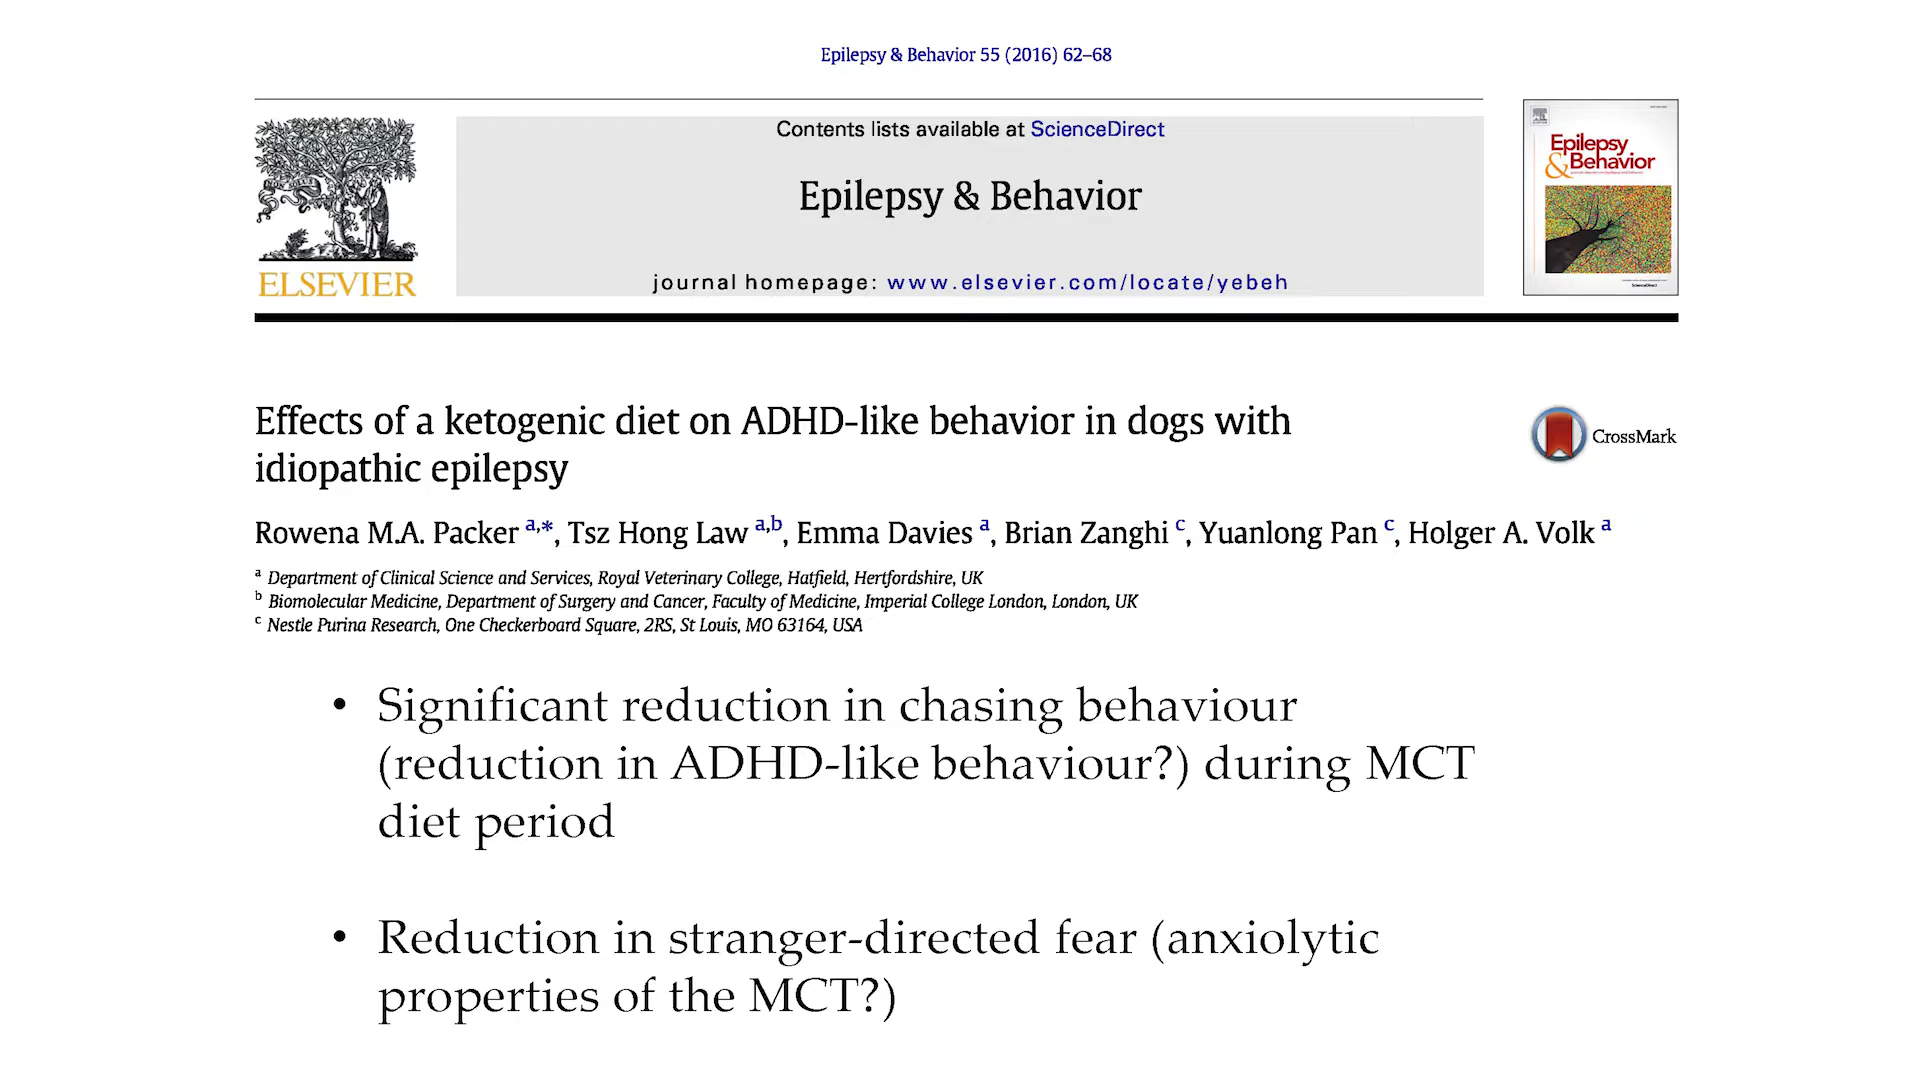 Epilepsy & Behavior 55 (2016) 62–68
Contents lists available at ScienceDirect
Epilepsy & Behavior
journal homepage: www.elsevier.com/locate/yebeh
ELSEVIER
Epilepsy
&Behavior
ScienceDirect
Effects of a ketogenic diet on ADHD-like behavior in dogs with
idiopathic epilepsy
CrossMark
Rowena M.A. Packer a,*, Tsz Hong Law a,b, Emma Davies a, Brian Zanghi c, Yuanlong Pan c, Holger A. Volk a
a Department of Clinical Science and Services, Royal Veterinary College, Hatfield, Hertfordshire, UK
b Biomolecular Medicine, Department of Surgery and Cancer, Faculty of Medicine, Imperial College London, London, UK
c Nestle Purina Research, One Checkerboard Square, 2RS, St Louis, MO 63164, USA
• Significant reduction in chasing behaviour
(reduction in ADHD-like behaviour?) during MCT
diet period
• Reduction in stranger-directed fear (anxiolytic
properties of the MCT?)